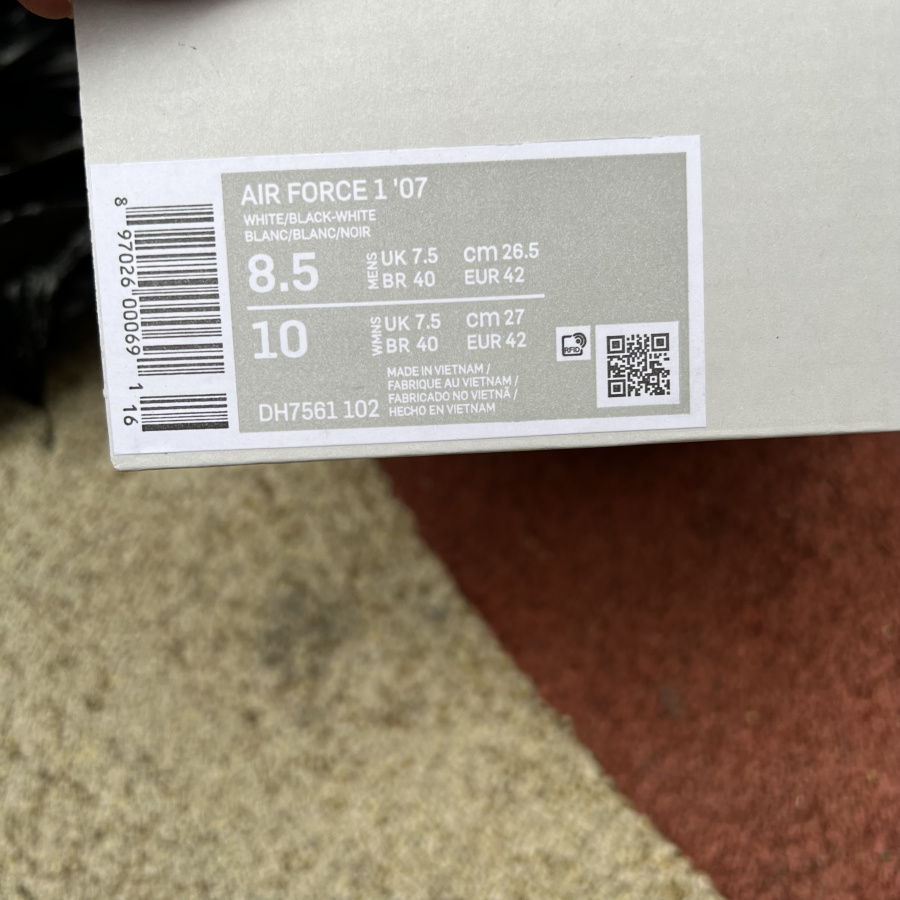 AIR FORCE 1 '07
WHITE/BLACK-WHITE
BLANC/BLANC/NOIR
8.5 MENS UK 7.5 cm 26.5
BR 40 EUR 42
10 WMNS UK 7.5 cm 27
BR 40 EUR 42
MADE IN VIETNAM /
FABRIQUE AU VIETNAM /
FABRICADO NO VIETNÃ /
HECHO EN VIETNAM
DH7561 102
RFID
8 97026 00069 1 16